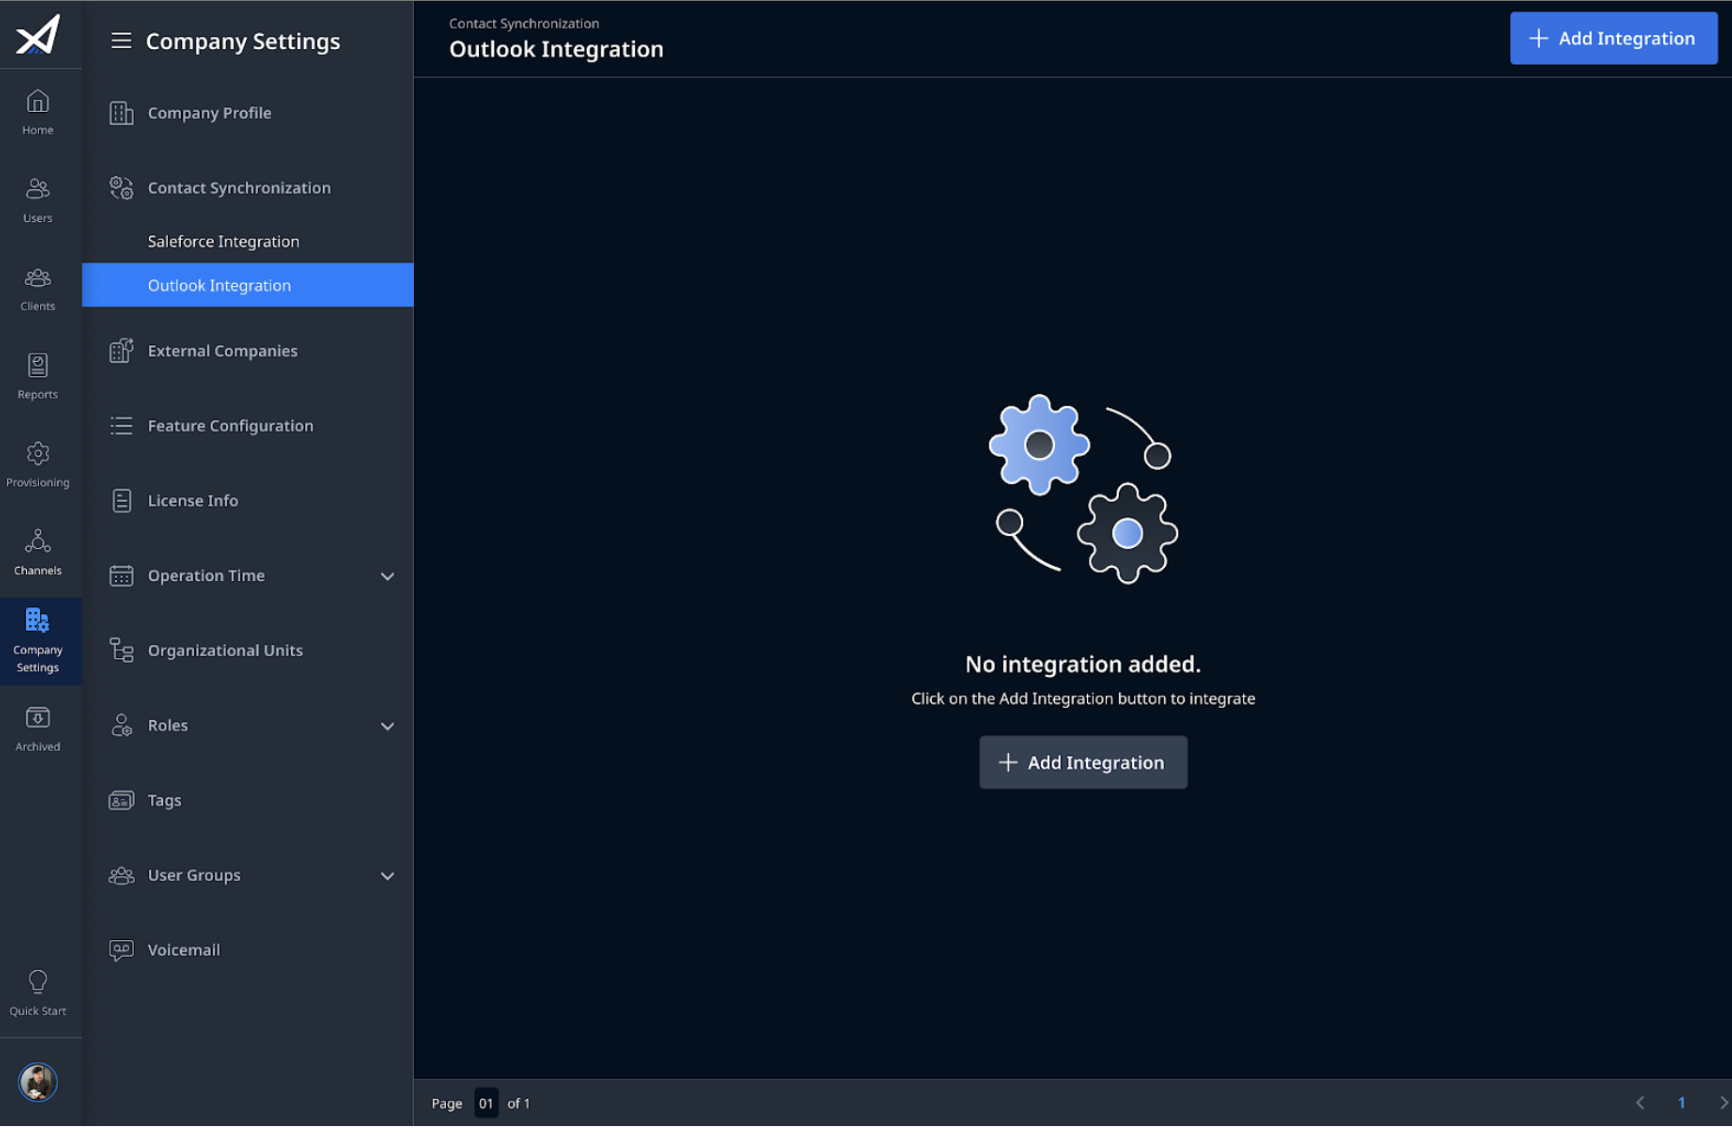 Home
Users
Clients
Reports
Provisioning
Channels
Company
Settings
Archived
Quick Start
Company Settings
Company Profile
Contact Synchronization
Saleforce Integration
Outlook Integration
External Companies
Feature Configuration
License Info
Operation Time
Organizational Units
Roles
Tags
User Groups
Voicemail
Contact Synchronization
Outlook Integration
Add Integration
No integration added.
Click on the Add Integration button to integrate
Add Integration
Page 01 of 1
1